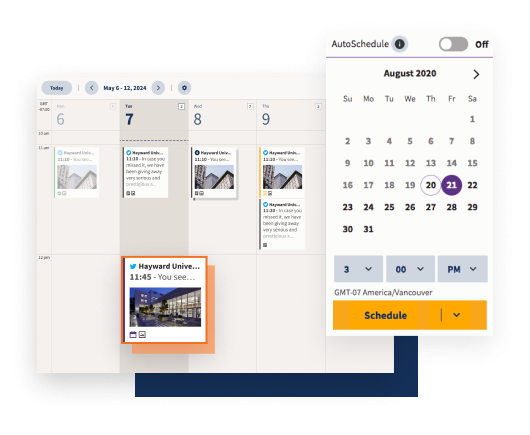 AutoSchedule i Off
August 2020
Su Mo Tu We Th Fr Sa
1
2 3 4 5 6 7 8
9 10 11 12 13 14 15
16 17 18 19 20 21 22
23 24 25 26 27 28 29
30 31
3 00 PM
GMT-07 America/Vancouver
Schedule
Today May 6 - 12, 2024
GMT -07:00
Mon Tue Wed Thu
6 7 8 9
10 am
11 am
Hayward Univ...
11:10 - You see...
Hayward Univ...
11:10 - In case you missed it, we have been giving away very serious and prestigious s...
Hayward Univ...
11:10 - You see...
Hayward Univ...
11:10 - You see...
Hayward Univ...
11:30 - In case you missed it, we have been giving away very serious and prestigious s...
12 pm
Hayward Unive...
11:45 - You see...